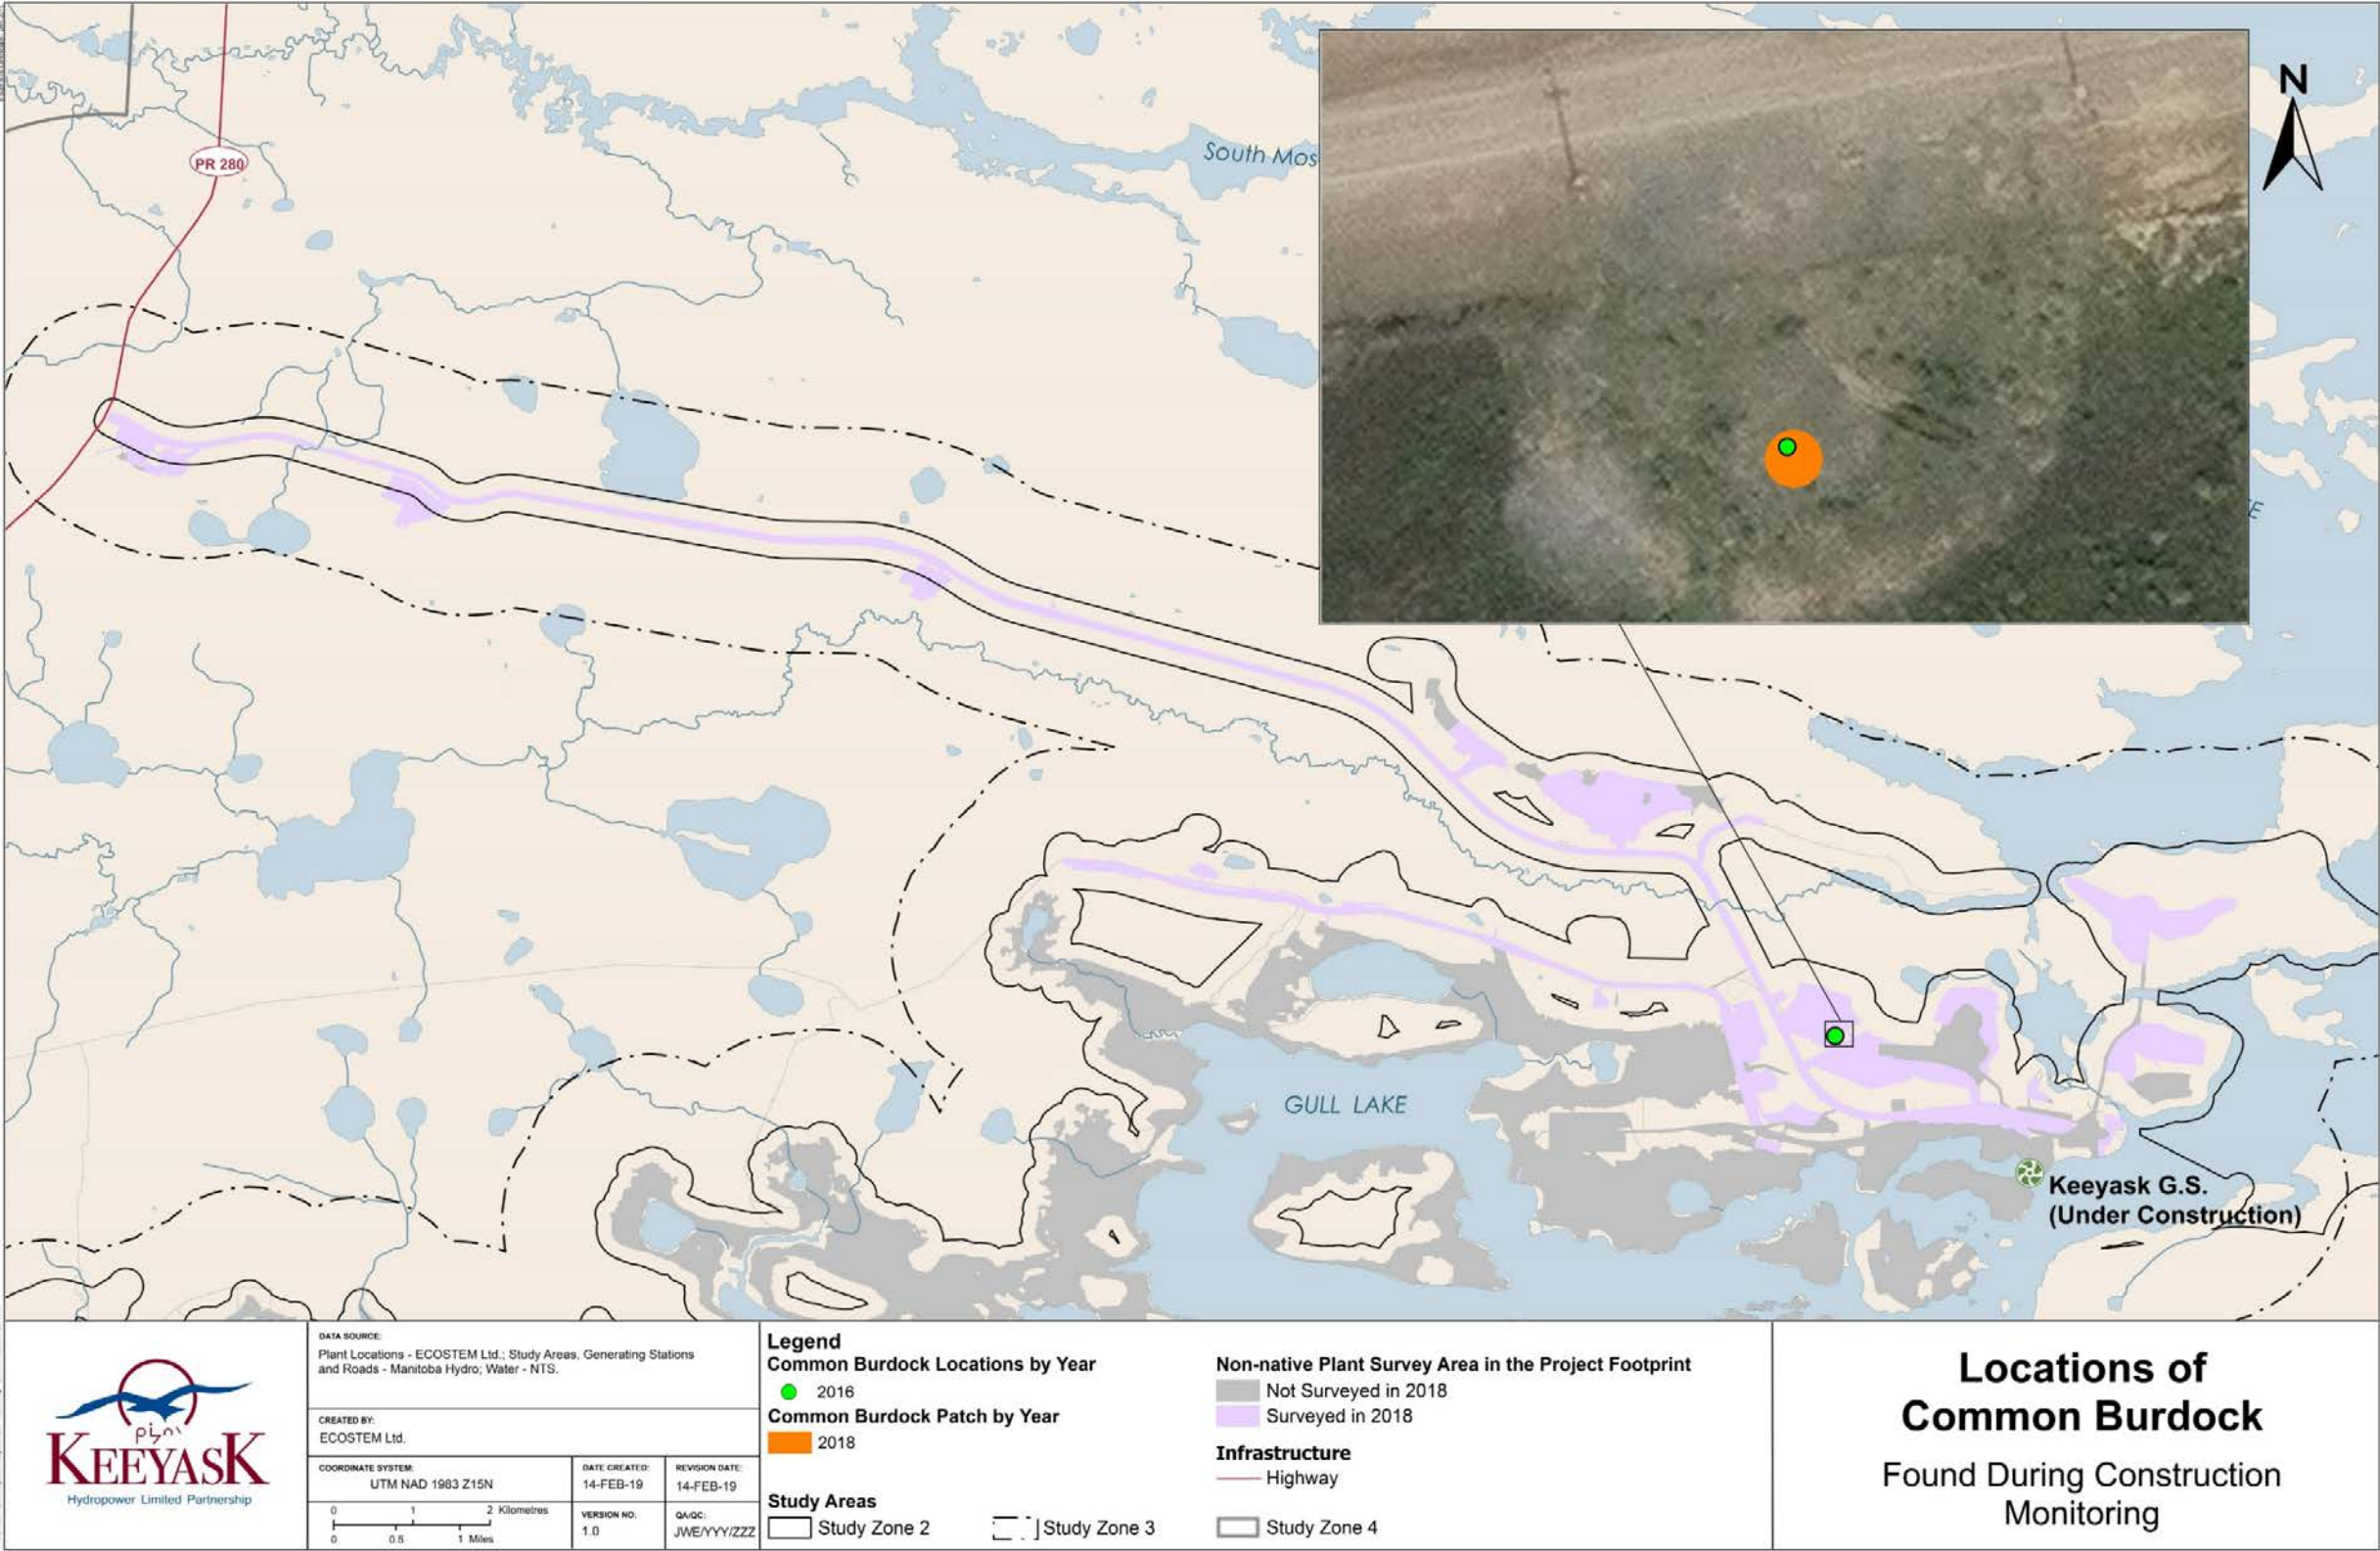 PR 280
South Mos
N
E
GULL LAKE
Keeyask G.S.
(Under Construction)
ᑭᔭᐢᐠ
KEEYASK
Hydropower Limited Partnership
DATA SOURCE:
Plant Locations - ECOSTEM Ltd.; Study Areas, Generating Stations
and Roads - Manitoba Hydro; Water - NTS.
CREATED BY:
ECOSTEM Ltd.
COORDINATE SYSTEM:
UTM NAD 1983 Z15N
DATE CREATED:
14-FEB-19
REVISION DATE:
14-FEB-19
0 1 2 Kilometres
0 0.5 1 Miles
VERSION NO:
1.0
QA/QC:
JWE/YYY/ZZZ
Legend
Common Burdock Locations by Year
2016
Common Burdock Patch by Year
2018
Study Areas
Study Zone 2
Study Zone 3
Non-native Plant Survey Area in the Project Footprint
Not Surveyed in 2018
Surveyed in 2018
Infrastructure
Highway
Study Zone 4
Locations of
Common Burdock
Found During Construction
Monitoring